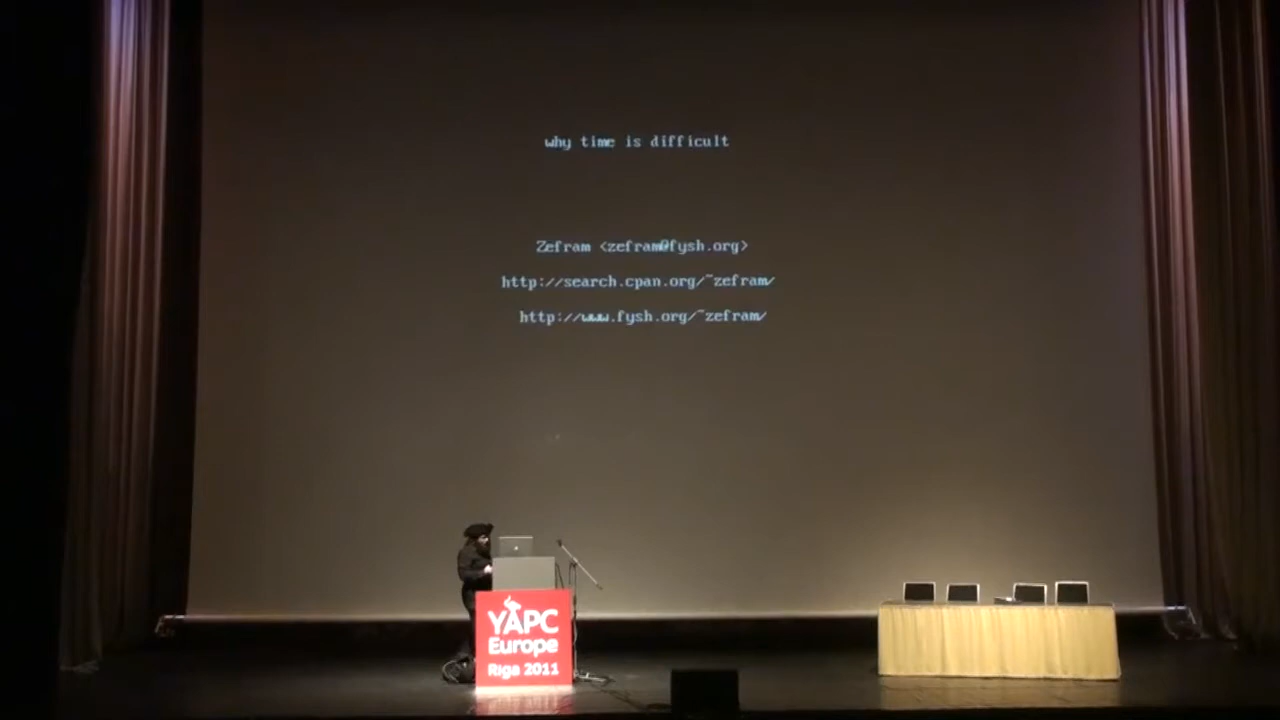 why time is difficult
Zefram <zefram@fysh.org>
http://search.cpan.org/~zefram/
http://www.fysh.org/~zefram/
YAPC
Europe
Riga 2011